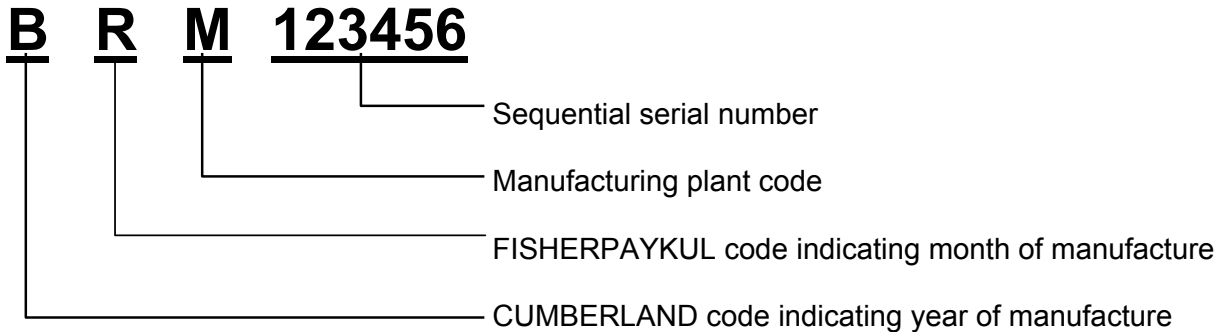 B R M 123456
Sequential serial number
Manufacturing plant code
FISHERPAYKUL code indicating month of manufacture
CUMBERLAND code indicating year of manufacture